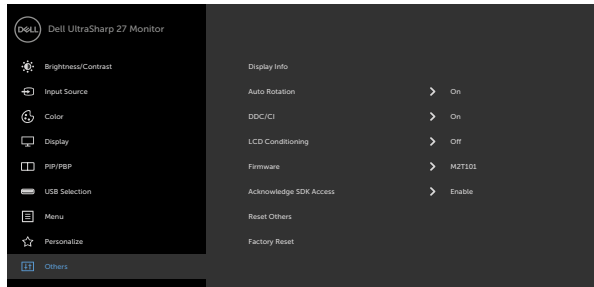 DELL Dell UltraSharp 27 Monitor
Brightness/Contrast Display Info
Input Source Auto Rotation On
Color DDC/CI On
Display LCD Conditioning Off
PIP/PBP Firmware M2T101
USB Selection Acknowledge SDK Access Enable
Menu Reset Others
Personalize Factory Reset
Others